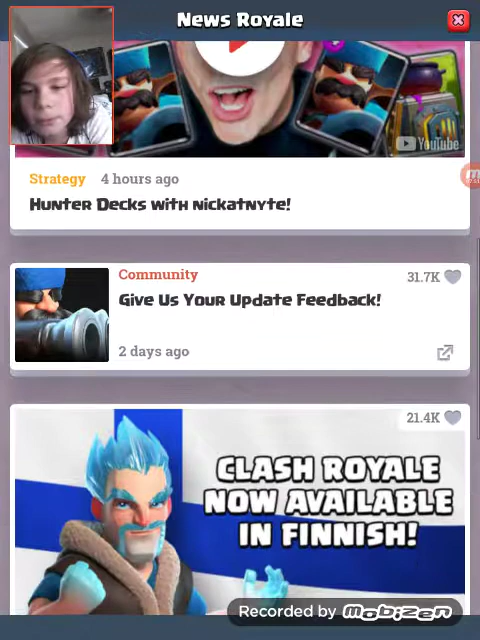 News Royale
YouTube
Strategy 4 hours ago
Hunter Decks with nickatnyte!
Community
31.7K
Give Us Your Update Feedback!
2 days ago
21.4K
CLASH ROYALE
NOW AVAILABLE
IN FINNISH!
Recorded by mobizen